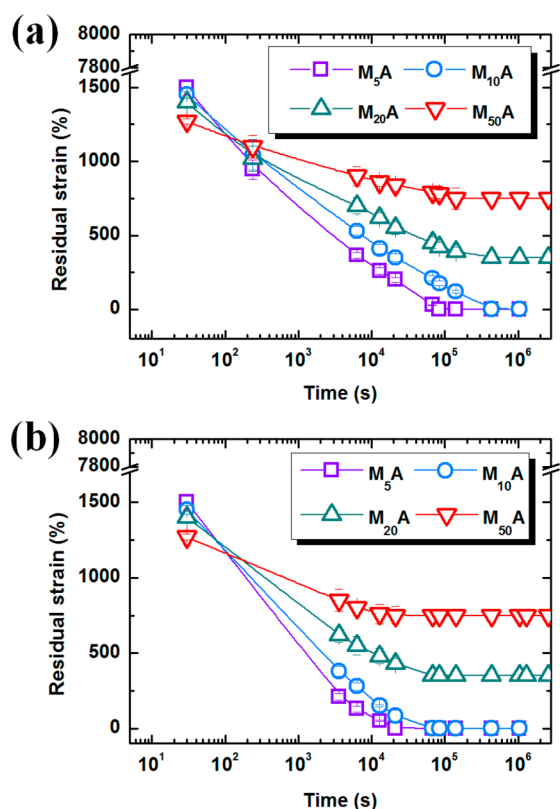 (a)
8000
7800
1500
1000
500
0
Residual strain (%)
M5A M10A
M20A M50A
10^1 10^2 10^3 10^4 10^5 10^6
Time (s)
(b)
8000
7800
1500
1000
500
0
Residual strain (%)
M5A M10A
M20A M50A
10^1 10^2 10^3 10^4 10^5 10^6
Time (s)